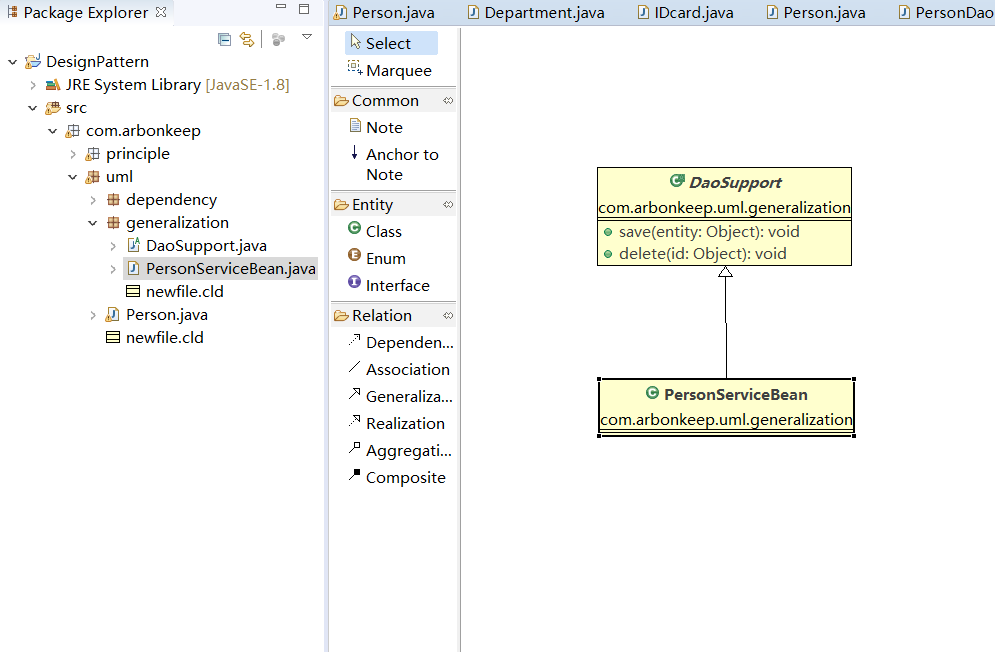 Package Explorer
DesignPattern
JRE System Library [JavaSE-1.8]
src
com.arbonkeep
principle
uml
dependency
generalization
DaoSupport.java
PersonServiceBean.java
newfile.cld
Person.java
newfile.cld
Person.java
Department.java
IDcard.java
Person.java
PersonDao
Select
Marquee
Common
Note
Anchor to
Note
Entity
Class
Enum
Interface
Relation
Dependen...
Association
Generaliza...
Realization
Aggregati...
Composite
DaoSupport
com.arbonkeep.uml.generalization
save(entity: Object): void
delete(id: Object): void
PersonServiceBean
com.arbonkeep.uml.generalization